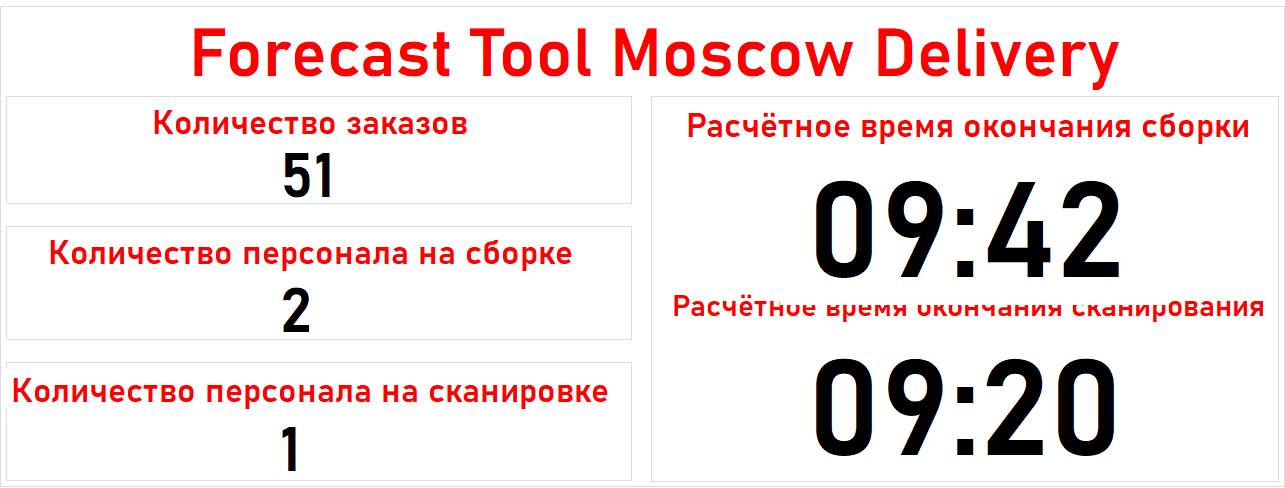 Forecast Tool Moscow Delivery
Количество заказов
51
Количество персонала на сборке
2
Количество персонала на сканировке
1
Расчётное время окончания сборки
09:42
Расчётное время окончания сканирования
09:20